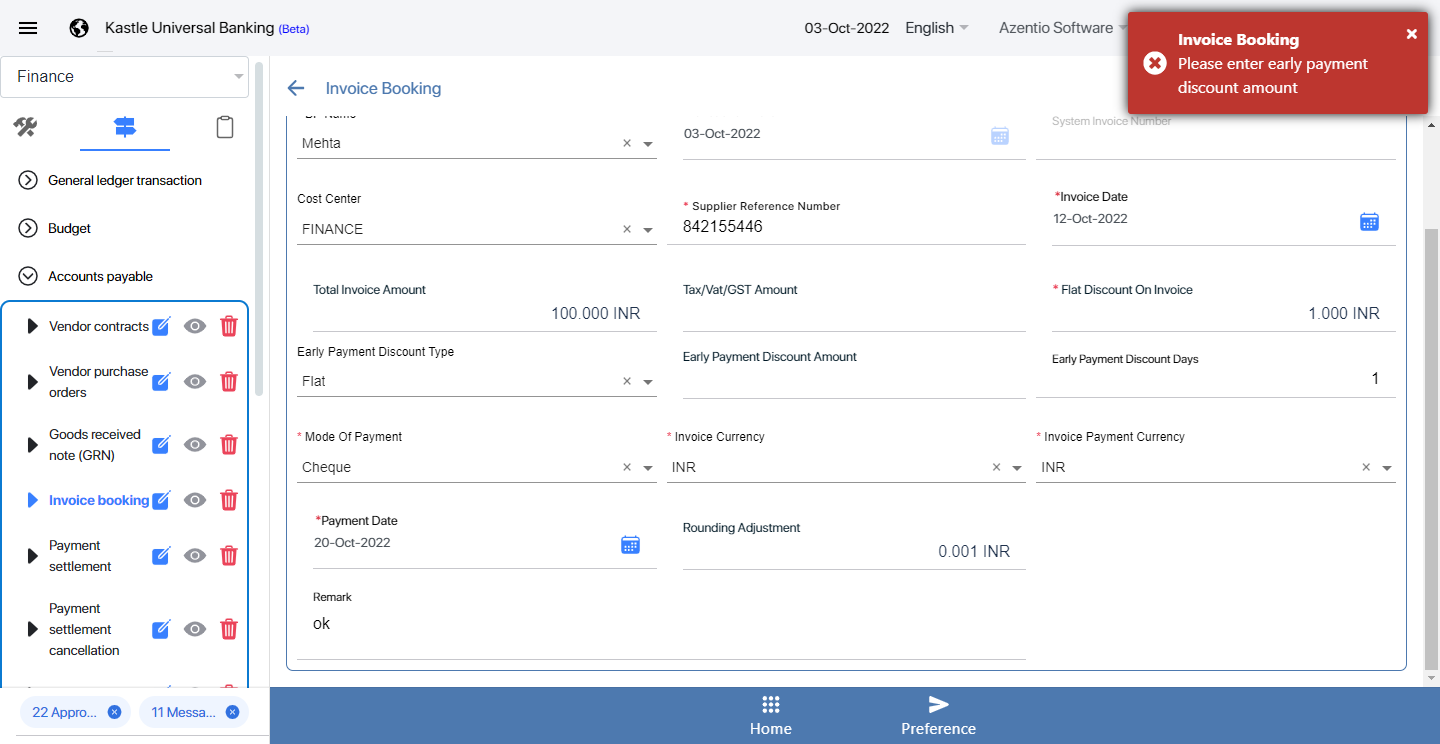 Kastle Universal Banking (Beta)
03-Oct-2022
English
Azentio Software
Invoice Booking
Please enter early payment
discount amount
Finance
General ledger transaction
Budget
Accounts payable
Vendor contracts
Vendor purchase
orders
Goods received
note (GRN)
Invoice booking
Payment
settlement
Payment
settlement
cancellation
22 Appro...
11 Messa...
Invoice Booking
Mehta
03-Oct-2022
System Invoice Number
Cost Center
FINANCE
* Supplier Reference Number
842155446
*Invoice Date
12-Oct-2022
Total Invoice Amount
100.000 INR
Tax/Vat/GST Amount
* Flat Discount On Invoice
1.000 INR
Early Payment Discount Type
Flat
Early Payment Discount Amount
Early Payment Discount Days
1
* Mode Of Payment
Cheque
* Invoice Currency
INR
* Invoice Payment Currency
INR
*Payment Date
20-Oct-2022
Rounding Adjustment
0.001 INR
Remark
ok
Home
Preference